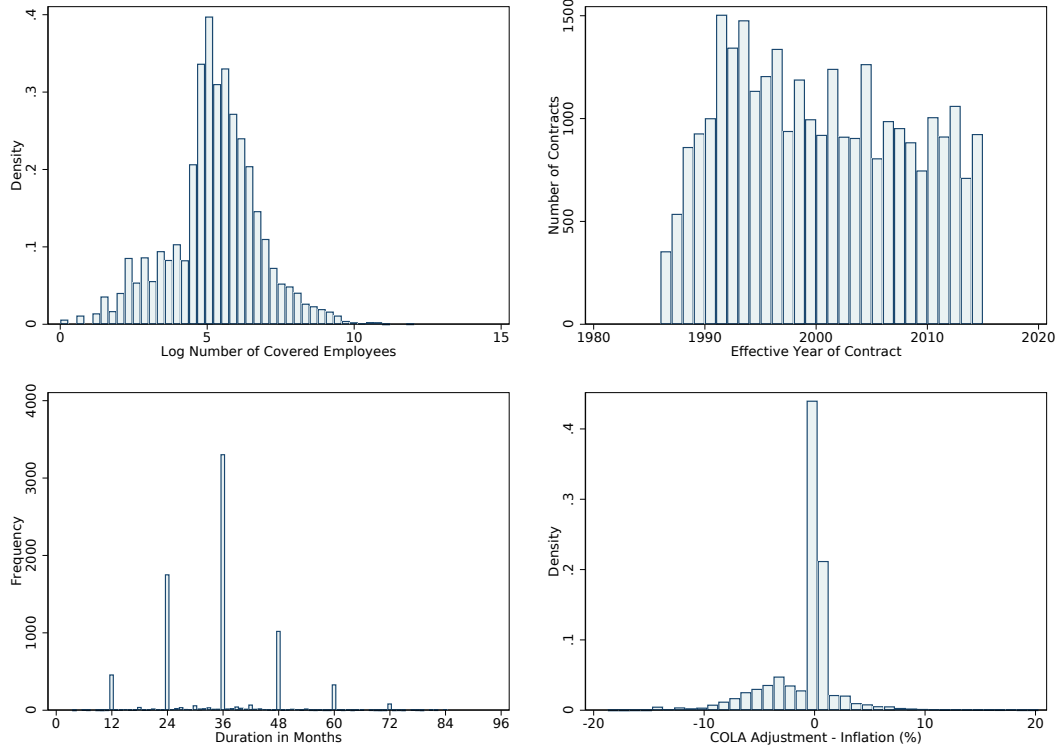 .4
.3
.2
.1
0
Density
0 5 10 15
Log Number of Covered Employees
1500
1000
500
0
Number of Contracts
1980 1990 2000 2010 2020
Effective Year of Contract
4000
3000
2000
1000
0
Frequency
0 12 24 36 48 60 72 84 96
Duration in Months
.4
.3
.2
.1
0
Density
-20 -10 0 10 20
COLA Adjustment - Inflation (%)